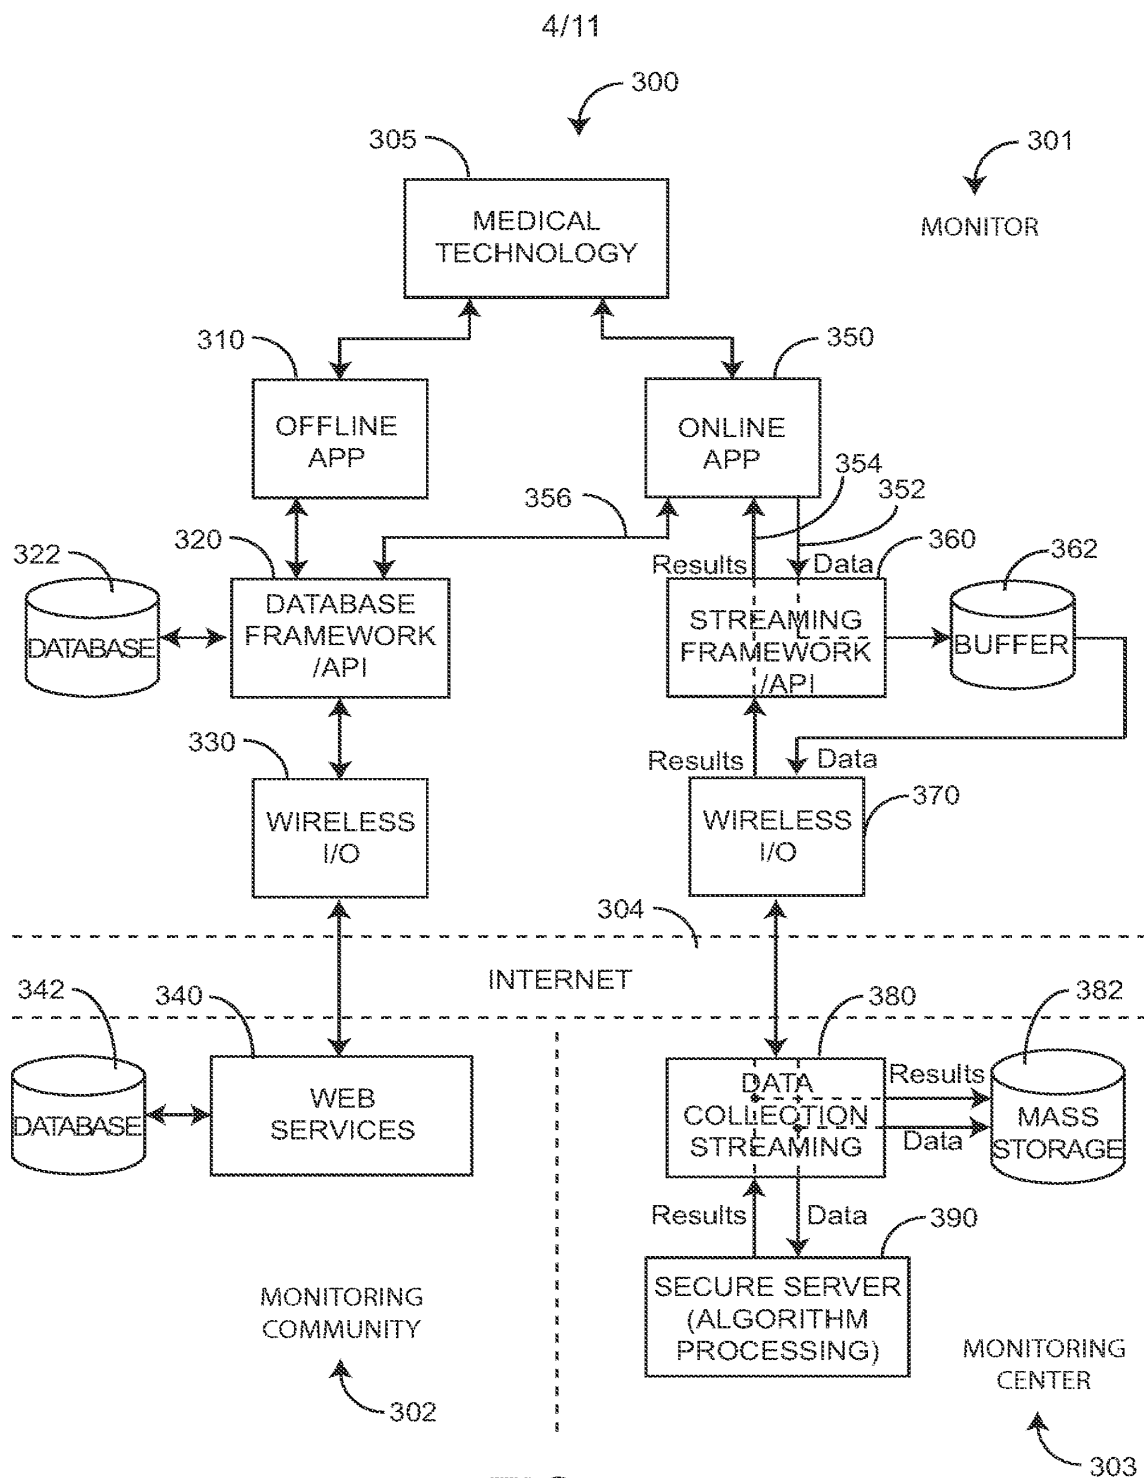 4/11
300
305
301
MEDICAL
TECHNOLOGY
MONITOR
310
350
OFFLINE
APP
ONLINE
APP
354
352
356
322
320
360
362
Results
Data
DATABASE
DATABASE
FRAMEWORK
/API
STREAMING
FRAMEWORK
/API
BUFFER
330
Results
Data
370
WIRELESS
I/O
WIRELESS
I/O
304
INTERNET
342
340
380
382
DATABASE
WEB
SERVICES
DATA
COLLECTION
STREAMING
Results
Data
MASS
STORAGE
Results
Data
390
SECURE SERVER
(ALGORITHM
PROCESSING)
MONITORING
COMMUNITY
MONITORING
CENTER
302
303